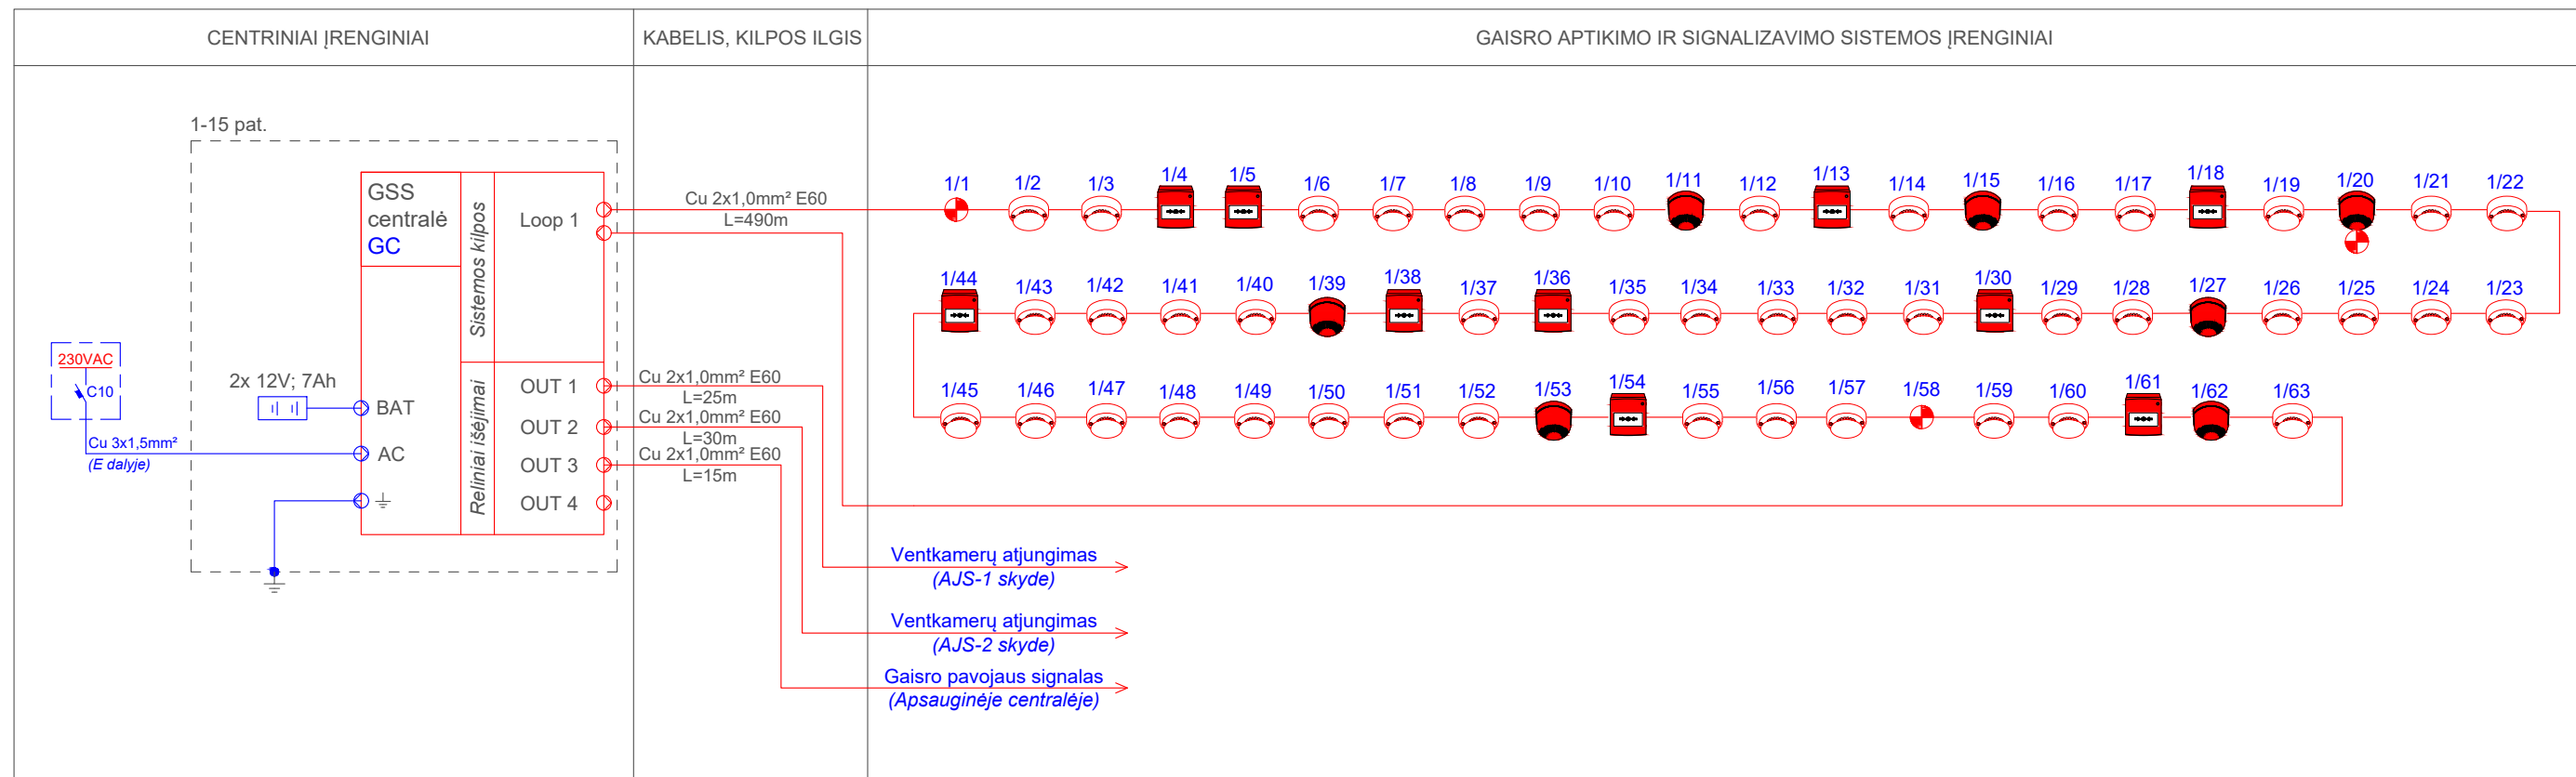 CENTRINIAI ĮRENGINIAI
KABELIS, KILPOS ILGIS
GAISRO APTIKIMO IR SIGNALIZAVIMO SISTEMOS ĮRENGINIAI
1-15 pat.
GSS
centralė
GC
Sistemos kilpos
Loop 1
Reliniai išėjimai
OUT 1
OUT 2
OUT 3
OUT 4
BAT
AC
2x 12V; 7Ah
230VAC
C10
Cu 3x1,5mm²
(E dalyje)
Cu 2x1,0mm² E60
L=490m
Cu 2x1,0mm² E60
L=25m
Cu 2x1,0mm² E60
L=30m
Cu 2x1,0mm² E60
L=15m
1/1 1/2 1/3 1/4 1/5 1/6 1/7 1/8 1/9 1/10 1/11 1/12 1/13 1/14 1/15 1/16 1/17 1/18 1/19 1/20 1/21 1/22
1/44 1/43 1/42 1/41 1/40 1/39 1/38 1/37 1/36 1/35 1/34 1/33 1/32 1/31 1/30 1/29 1/28 1/27 1/26 1/25 1/24 1/23
1/45 1/46 1/47 1/48 1/49 1/50 1/51 1/52 1/53 1/54 1/55 1/56 1/57 1/58 1/59 1/60 1/61 1/62 1/63
Ventkamerų atjungimas
(AJS-1 skyde)
Ventkamerų atjungimas
(AJS-2 skyde)
Gaisro pavojaus signalas
(Apsauginėje centralėje)